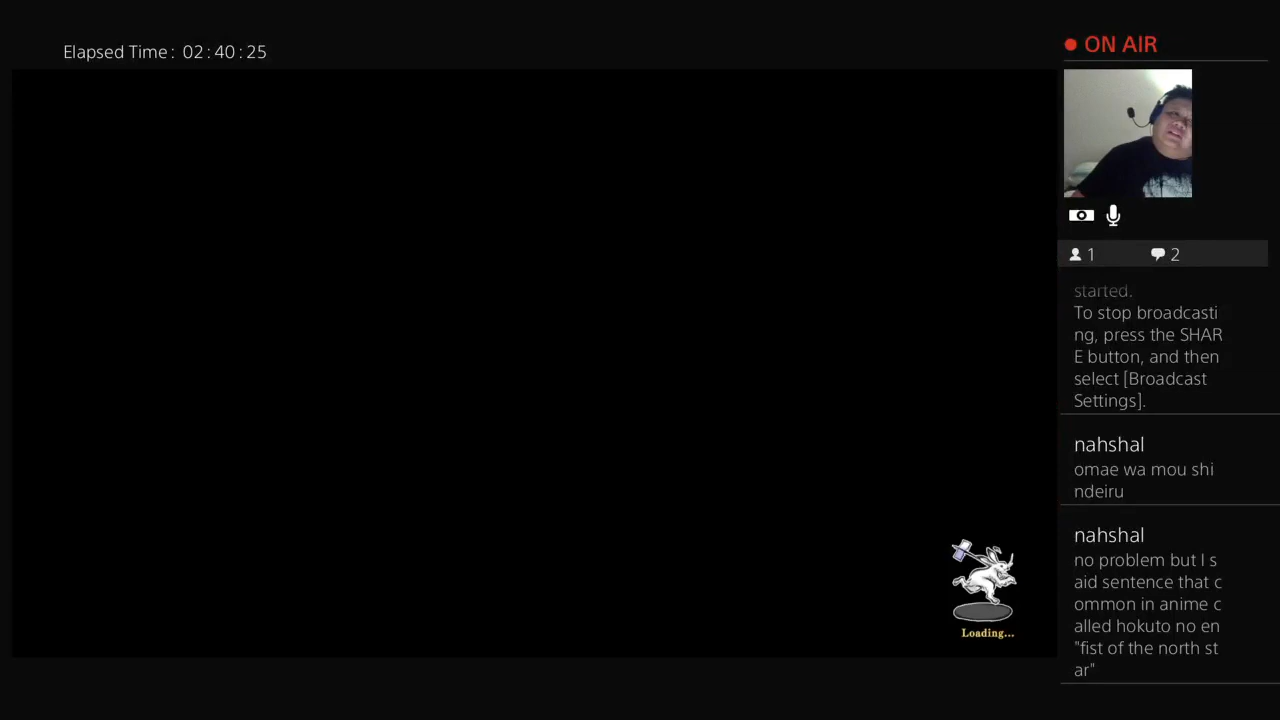 Elapsed Time: 02:40:25
ON AIR
1 2
started.
To stop broadcasti
ng, press the SHAR
E button, and then
select [Broadcast
Settings].
nahshal
omae wa mou shi
ndeiru
nahshal
no problem but I s
aid sentence that c
ommon in anime c
alled hokuto no en
"fist of the north st
ar"
Loading...